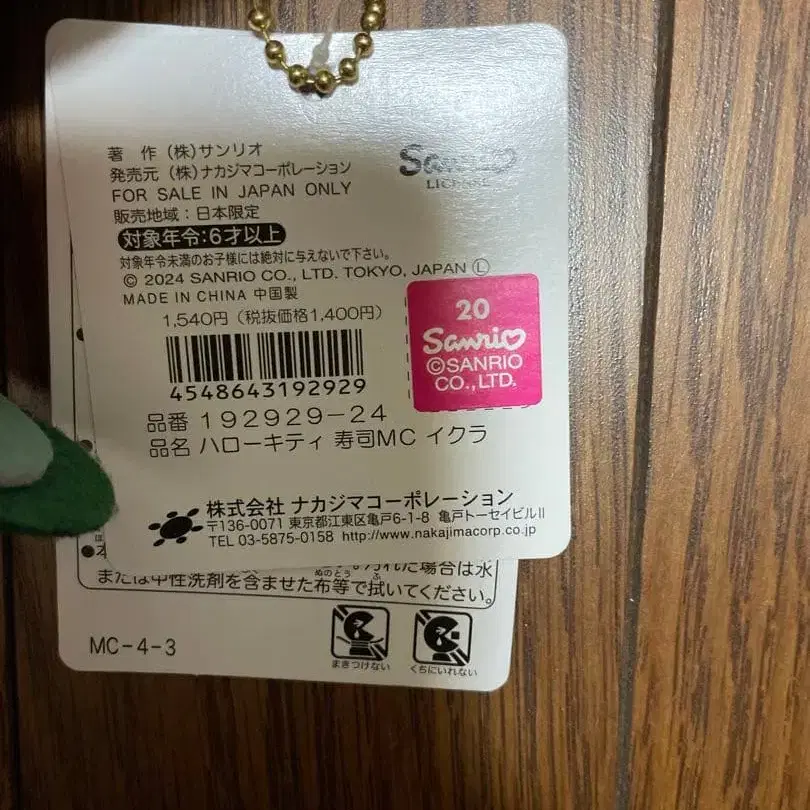 著 作 (株)サンリオ
発売元 (株)ナカジマコーポレーション
FOR SALE IN JAPAN ONLY
販売地域:日本限定
対象年令:6才以上
対象年令未満のお子様には絶対に与えないで下さい。
© 2024 SANRIO CO., LTD. TOKYO, JAPAN Ⓛ
MADE IN CHINA 中国製
1,540円 (税抜価格1,400円)
4548643192929
品番 192929-24
品名 ハローキティ 寿司MC イクラ
Sanrio
LICENSE
20
Sanrio
©SANRIO
CO., LTD.
株式会社 ナカジマコーポレーション
〒136-0071 東京都江東区亀戸6-1-8 亀戸トーセイビルⅡ
TEL 03-5875-0158 http://www.nakajimacorp.co.jp
れた場合は水
または中性洗剤を含ませた布等で拭いてください。
MC-4-3
まきつけない
くちにいれない